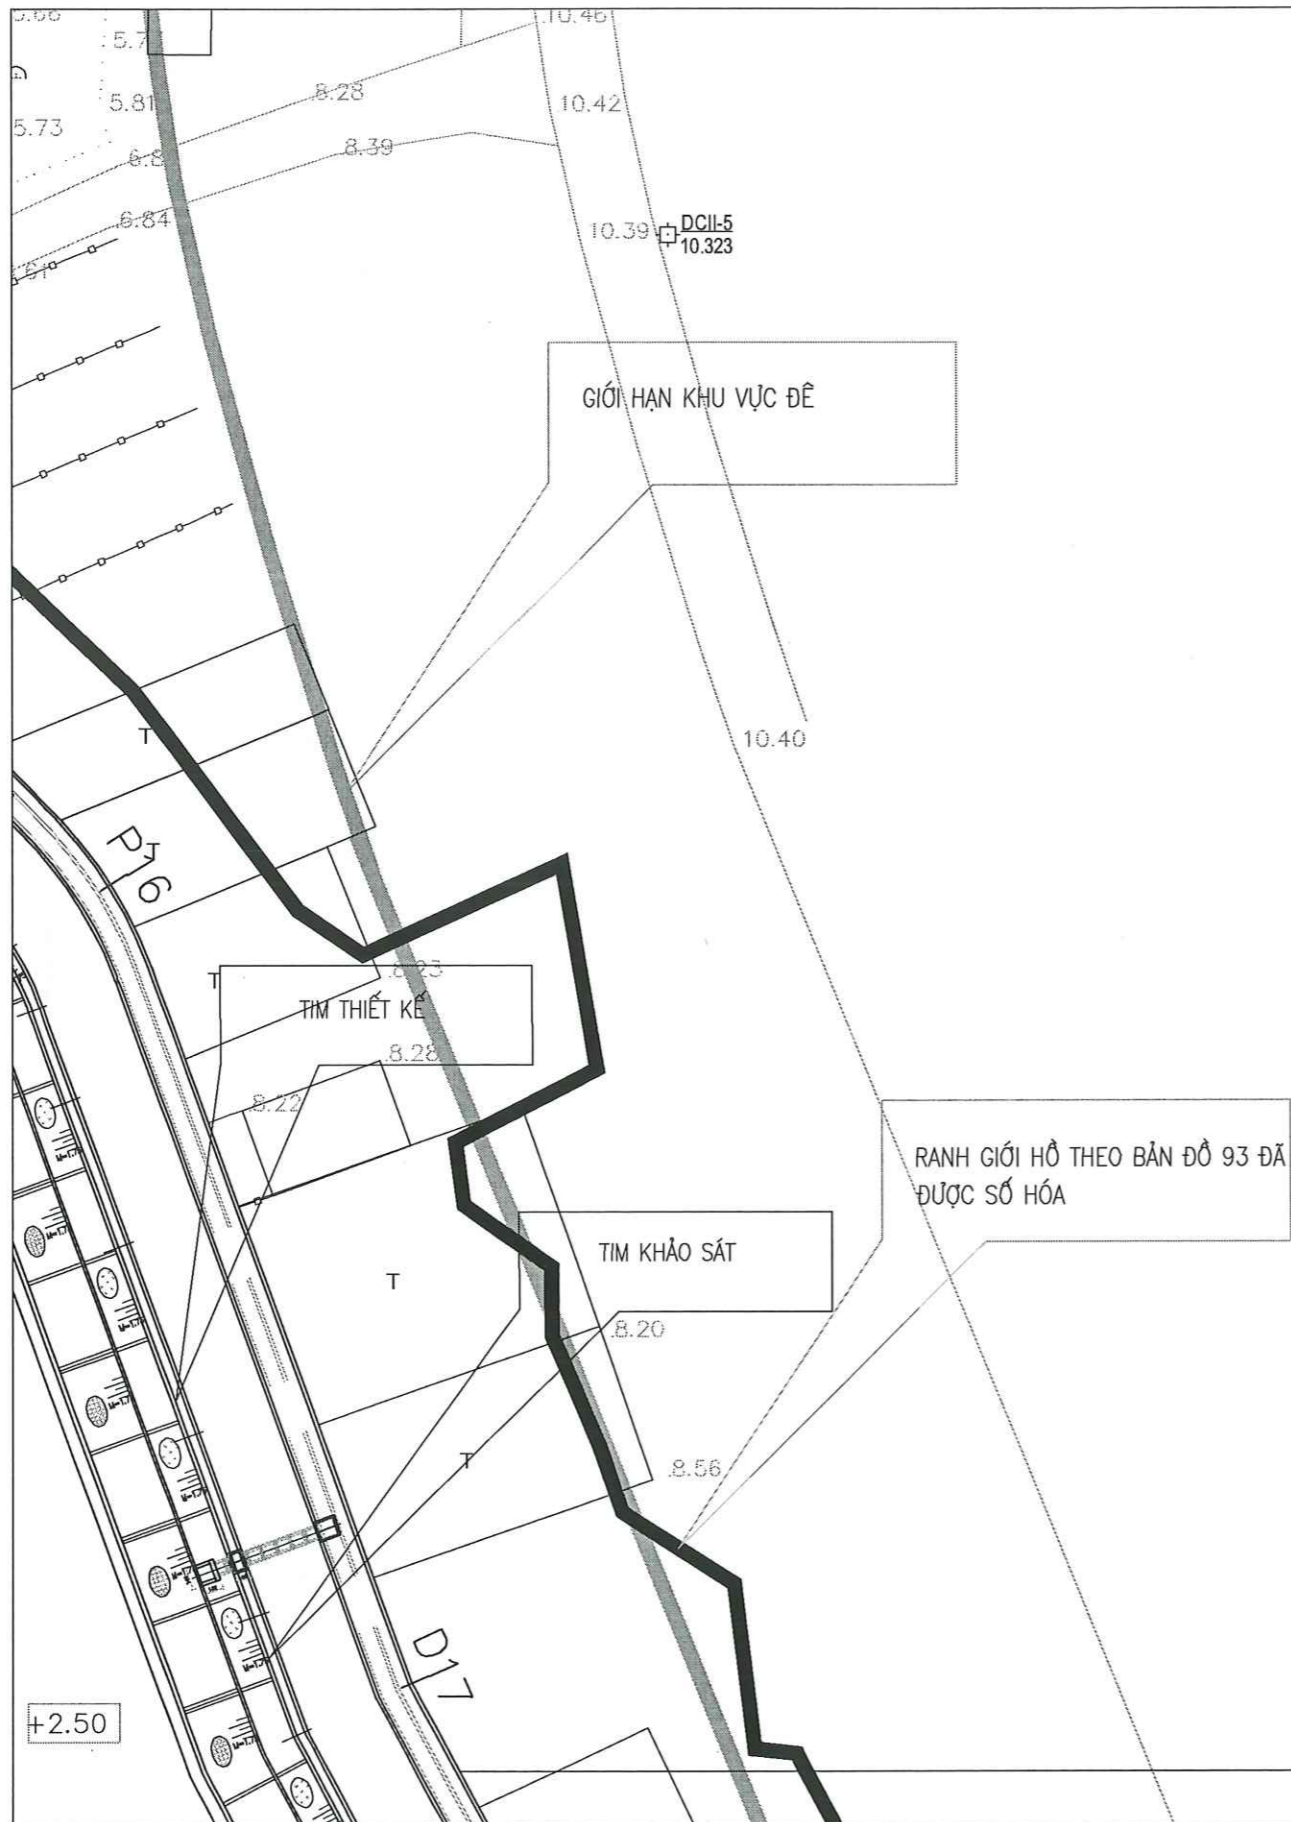 10.46
5.81
8.28
10.42
5.73
8.39
6.84
10.39
DCII-5
10.323
GIỚI HẠN KHU VỰC ĐÊ
T
10.40
P16
T
T
8.23
TIM THIẾT KẾ
8.28
8.22
RANH GIỚI HỒ THEO BẢN ĐỒ 93 ĐÃ
ĐƯỢC SỐ HÓA
TIM KHẢO SÁT
T
8.20
T
8.56
D17
+2.50